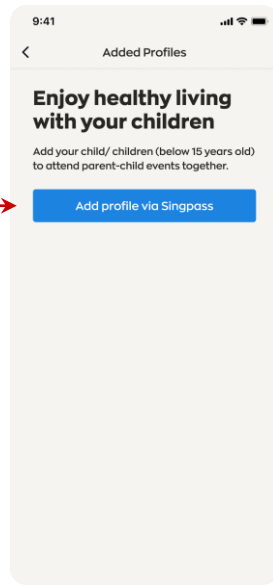 9:41
Added Profiles
Enjoy healthy living
with your children
Add your child/ children (below 15 years old)
to attend parent-child events together.
Add profile via Singpass